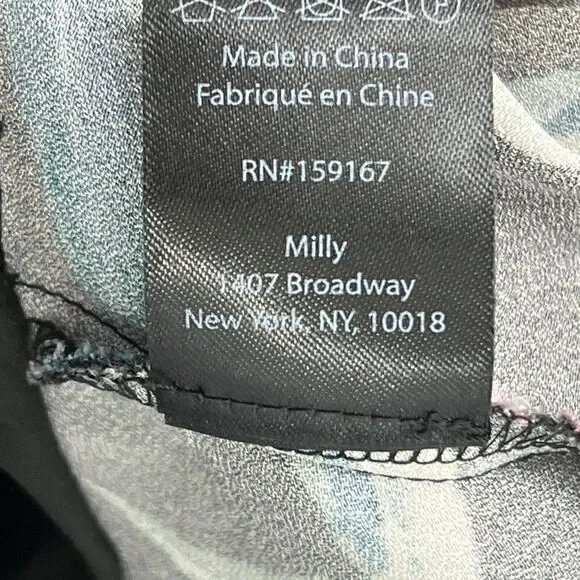 Made in China
Fabriqué en Chine
RN#159167
Milly
1407 Broadway
New York, NY, 10018